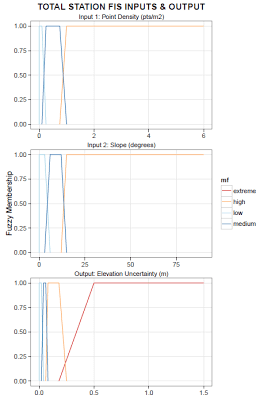 TOTAL STATION FIS INPUTS & OUTPUT
Input 1: Point Density (pts/m2)
1.00
0.75
0.50
0.25
0.00
0 2 4 6
Input 2: Slope (degrees)
1.00
0.75
0.50
0.25
0.00
0 25 50 75
Fuzzy Membership
mf
extreme
high
low
medium
Output: Elevation Uncertainty (m)
1.00
0.75
0.50
0.25
0.00
0.0 0.5 1.0 1.5